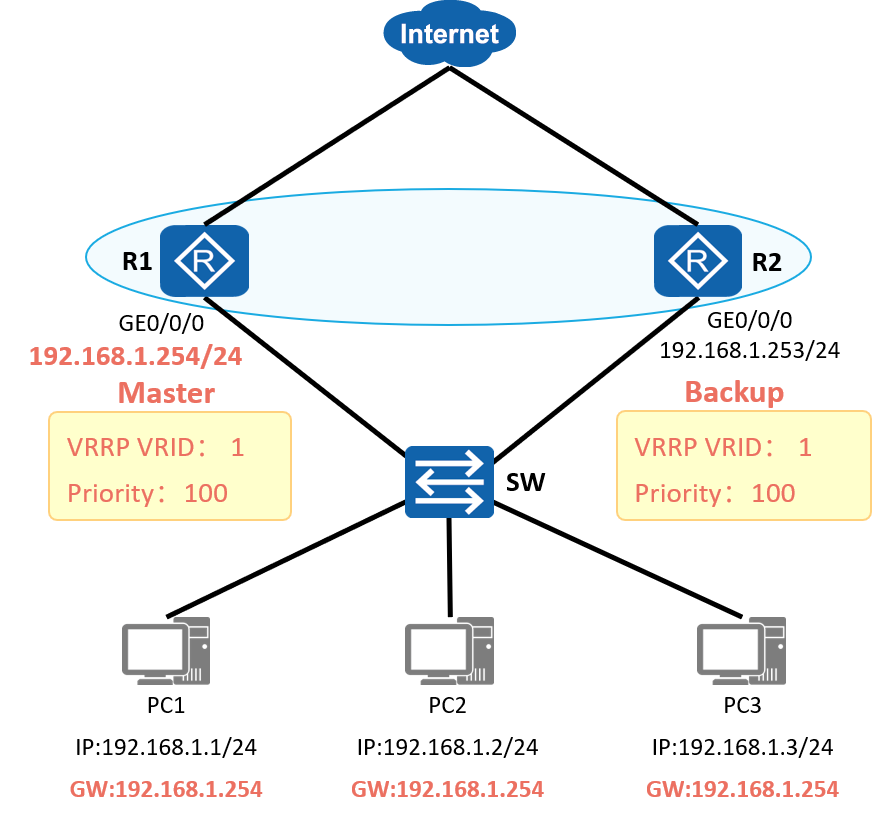 Internet
R1
R2
GE0/0/0
192.168.1.254/24
Master
GE0/0/0
192.168.1.253/24
Backup
VRRP VRID： 1
Priority：100
VRRP VRID： 1
Priority：100
SW
PC1
IP:192.168.1.1/24
GW:192.168.1.254
PC2
IP:192.168.1.2/24
GW:192.168.1.254
PC3
IP:192.168.1.3/24
GW:192.168.1.254
R
R